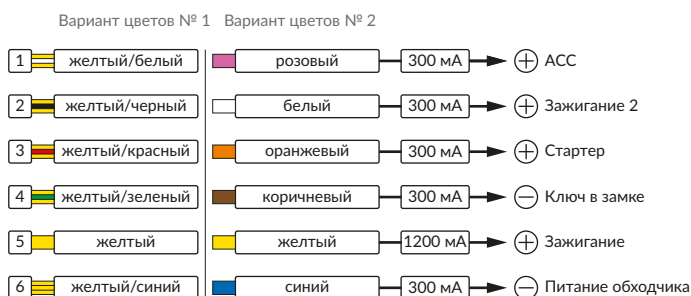 Вариант цветов № 1 Вариант цветов № 2
1 желтый/белый розовый 300 мА + ACC
2 желтый/черный белый 300 мА + Зажигание 2
3 желтый/красный оранжевый 300 мА + Стартер
4 желтый/зеленый коричневый 300 мА − Ключ в замке
5 желтый желтый 1200 мА + Зажигание
6 желтый/синий синий 300 мА − Питание обходчика